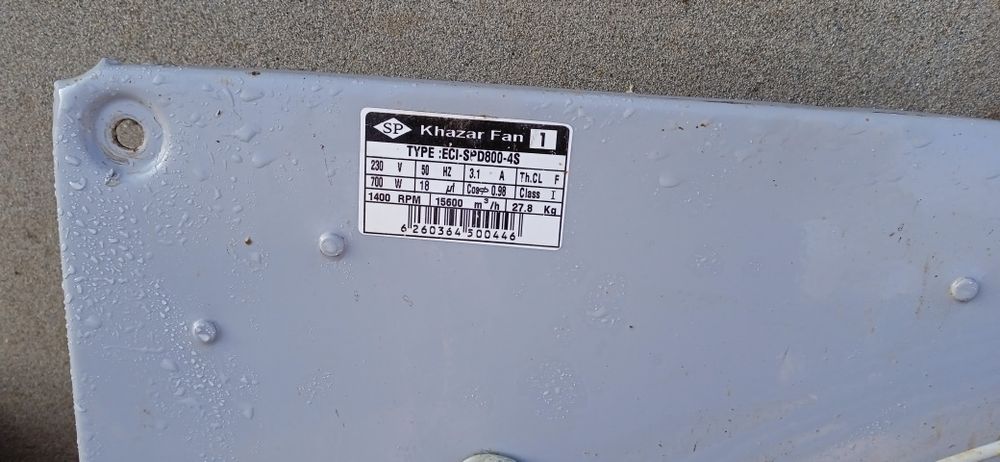 SP Khazar Fan 1
TYPE :ECI-SPD800-4S
230 V 50 HZ 3.1 A Th.CL F
700 W 18 µf Cosφ 0.98 Class I
1400 RPM 15600 m³/h 27.8 Kg
6 260364 500446